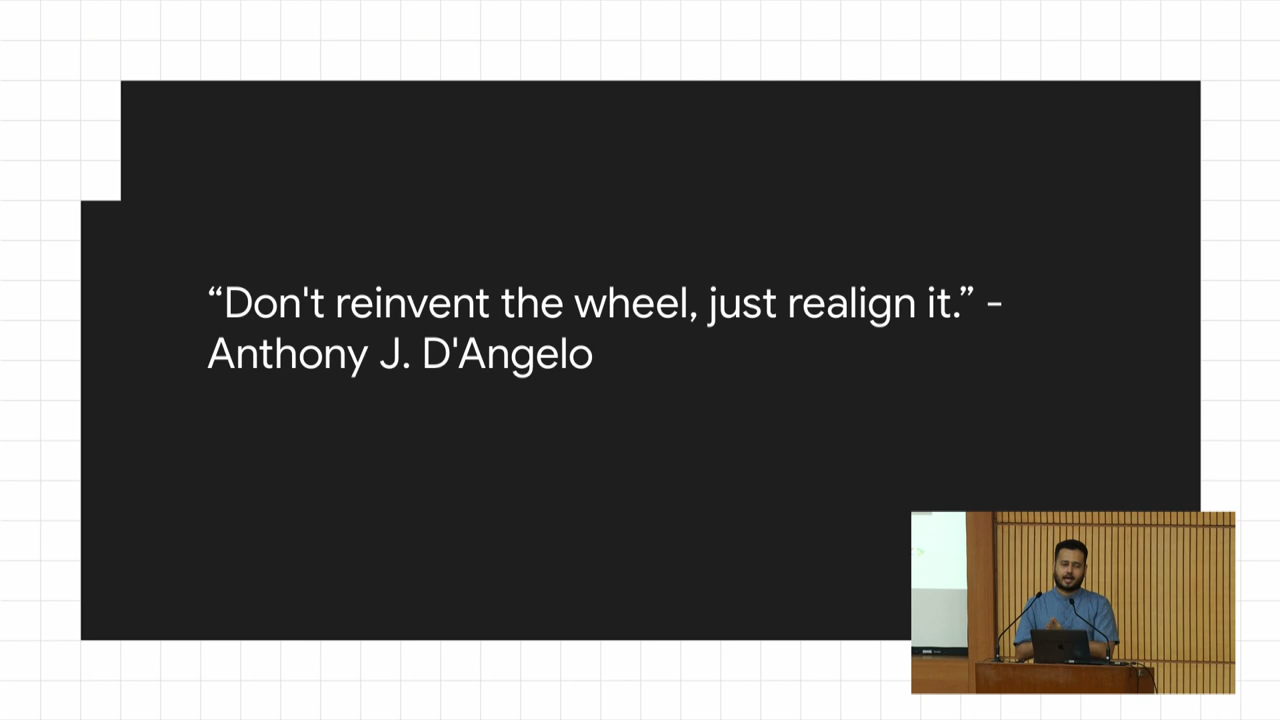 “Don't reinvent the wheel, just realign it.” -
Anthony J. D'Angelo